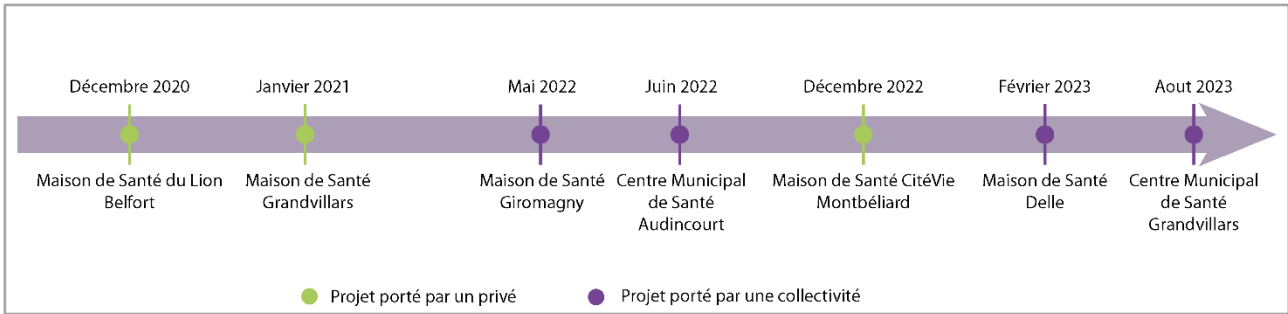 Décembre 2020
Janvier 2021
Mai 2022
Juin 2022
Décembre 2022
Février 2023
Aout 2023
Maison de Santé du Lion
Belfort
Maison de Santé
Grandvillars
Maison de Santé
Giromagny
Centre Municipal
de Santé
Audincourt
Maison de Santé CitéVie
Montbéliard
Maison de Santé
Delle
Centre Municipal
de Santé
Grandvillars
Projet porté par un privé
Projet porté par une collectivité